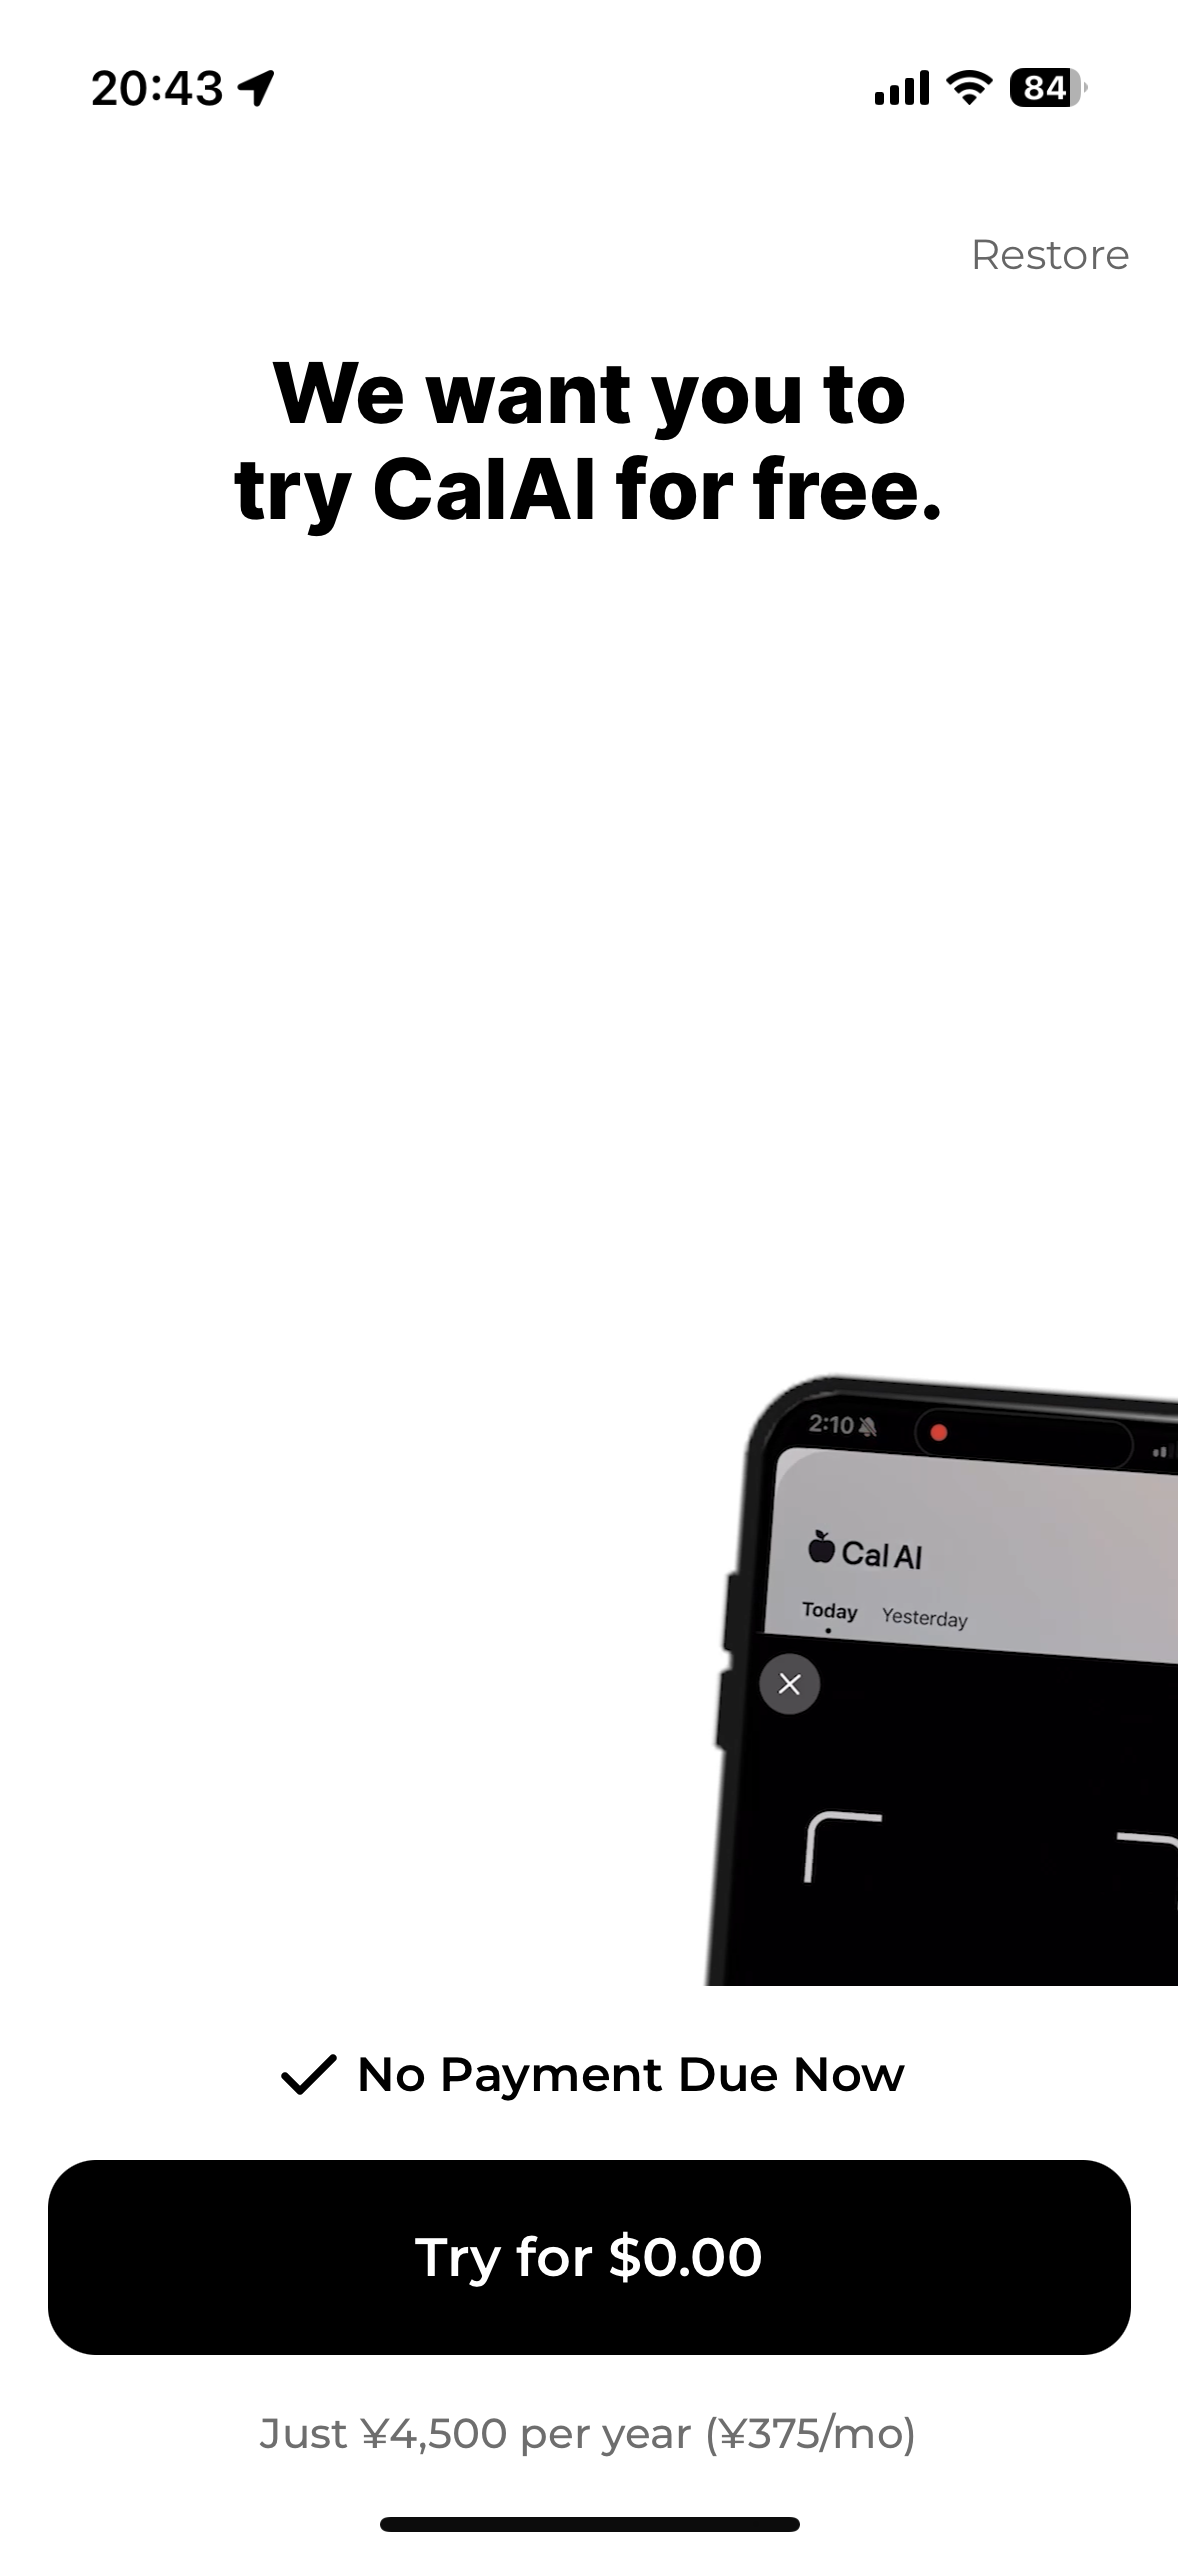 20:43
84
Restore
We want you to
try CalAI for free.
2:10
Cal AI
Today Yesterday
No Payment Due Now
Try for $0.00
Just ¥4,500 per year (¥375/mo)